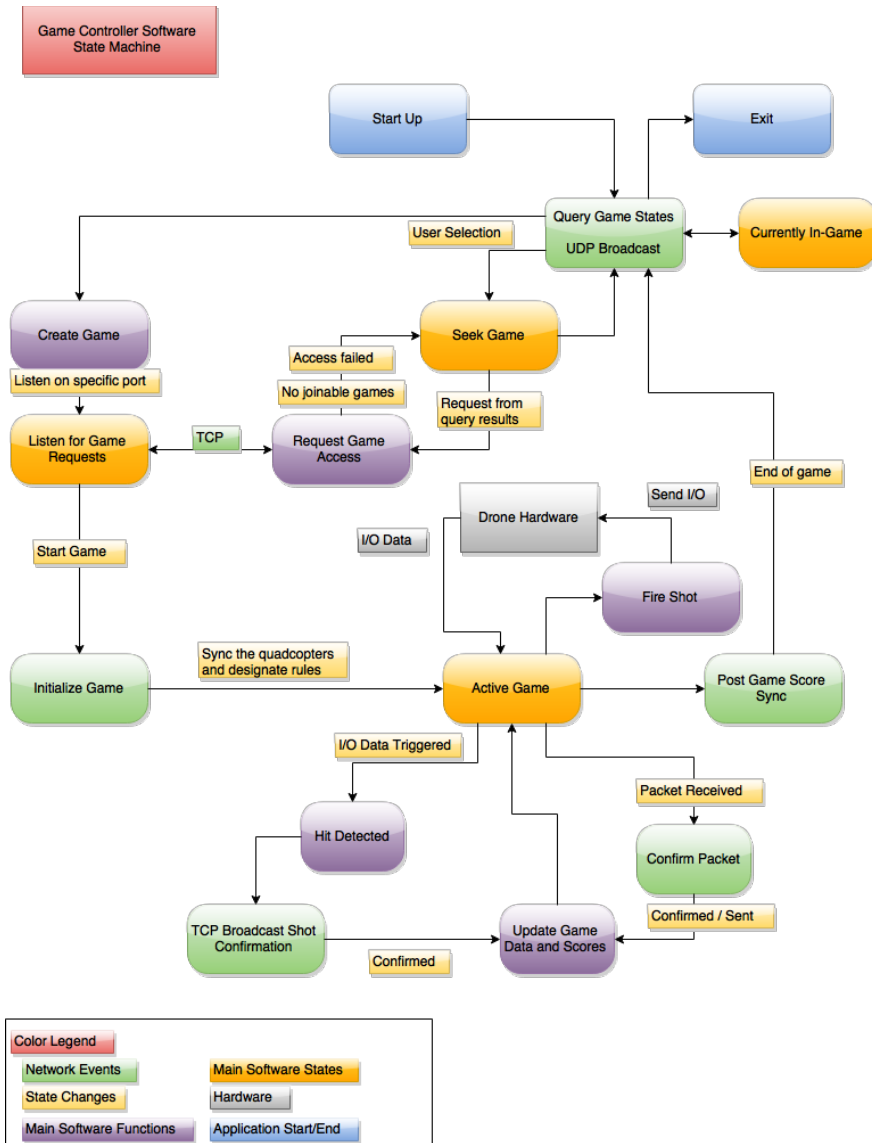 Game Controller Software
State Machine
Start Up
Exit
Query Game States
UDP Broadcast
Currently In-Game
User Selection
Create Game
Seek Game
Access failed
Listen on specific port
No joinable games
Request from
query results
Listen for Game
Requests
TCP
Request Game
Access
End of game
Send I/O
Drone Hardware
I/O Data
Start Game
Fire Shot
Sync the quadcopters
and designate rules
Initialize Game
Active Game
Post Game Score
Sync
I/O Data Triggered
Packet Received
Hit Detected
Confirm Packet
TCP Broadcast Shot
Confirmation
Confirmed / Sent
Update Game
Data and Scores
Confirmed
Color Legend
Network Events
Main Software States
State Changes
Hardware
Main Software Functions
Application Start/End